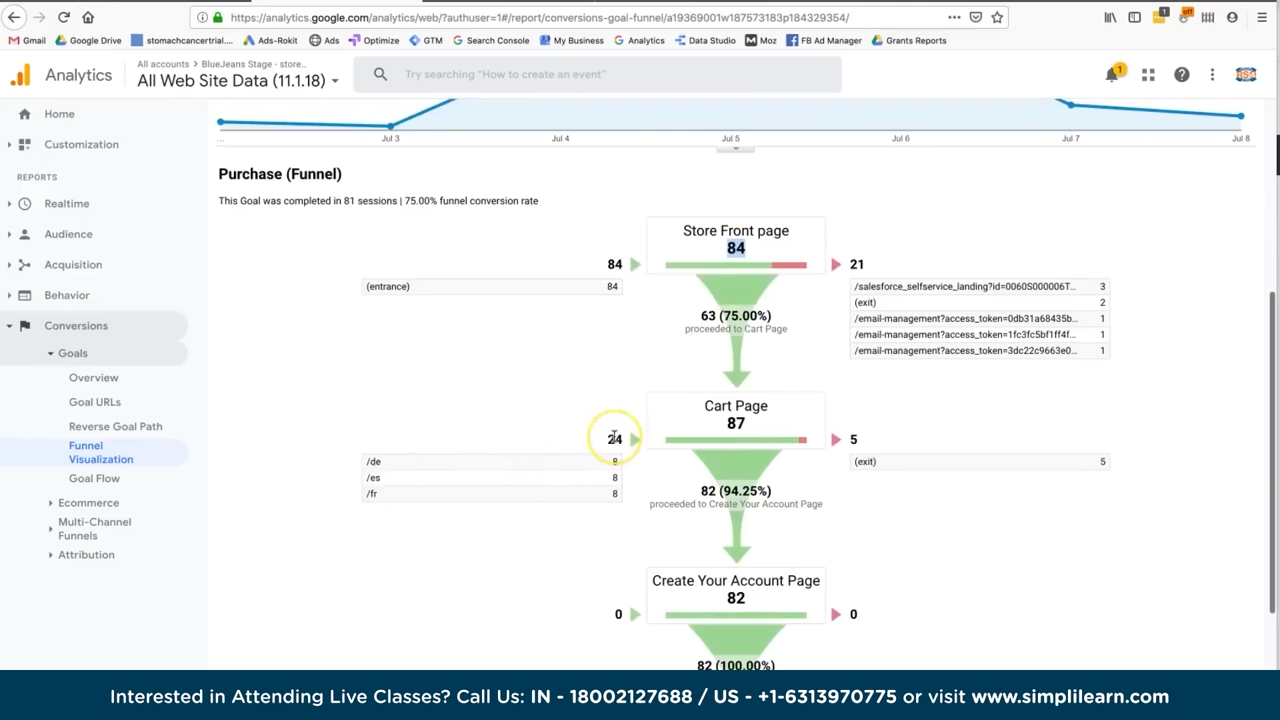 https://analytics.google.com/analytics/web/?authuser=1#/report/conversions-goal-funnel/a19369001w187573183p184329354/
1
off
Gmail
Google Drive
stomachcancertrial....
Ads-Rokit
Ads
Optimize
GTM
Search Console
My Business
Analytics
Data Studio
Moz
FB Ad Manager
Grants Reports
Analytics
All accounts > BlueJeans Stage - store...
All Web Site Data (11.1.18)
Try searching "How to create an event"
1
Home
Customization
REPORTS
Realtime
Audience
Acquisition
Behavior
Conversions
Goals
Overview
Goal URLs
Reverse Goal Path
Funnel
Visualization
Goal Flow
Ecommerce
Multi-Channel
Funnels
Attribution
... Jul 3 Jul 4 Jul 5 Jul 6 Jul 7 Jul 8
Purchase (Funnel)
This Goal was completed in 81 sessions | 75.00% funnel conversion rate
Store Front page
84
84
(entrance) 84
21
/salesforce_selfservice_landing?id=0060S000006T... 3
(exit) 2
/email-management?access_token=0db31a68435b... 1
/email-management?access_token=1fc3fc5bf1ff4f... 1
/email-management?access_token=3dc22c9663e0... 1
63 (75.00%)
proceeded to Cart Page
Cart Page
87
24
/de 8
/es 8
/fr 8
5
(exit) 5
82 (94.25%)
proceeded to Create Your Account Page
Create Your Account Page
82
0
0
82 (100.00%)
Interested in Attending Live Classes? Call Us: IN - 18002127688 / US - +1-6313970775 or visit www.simplilearn.com